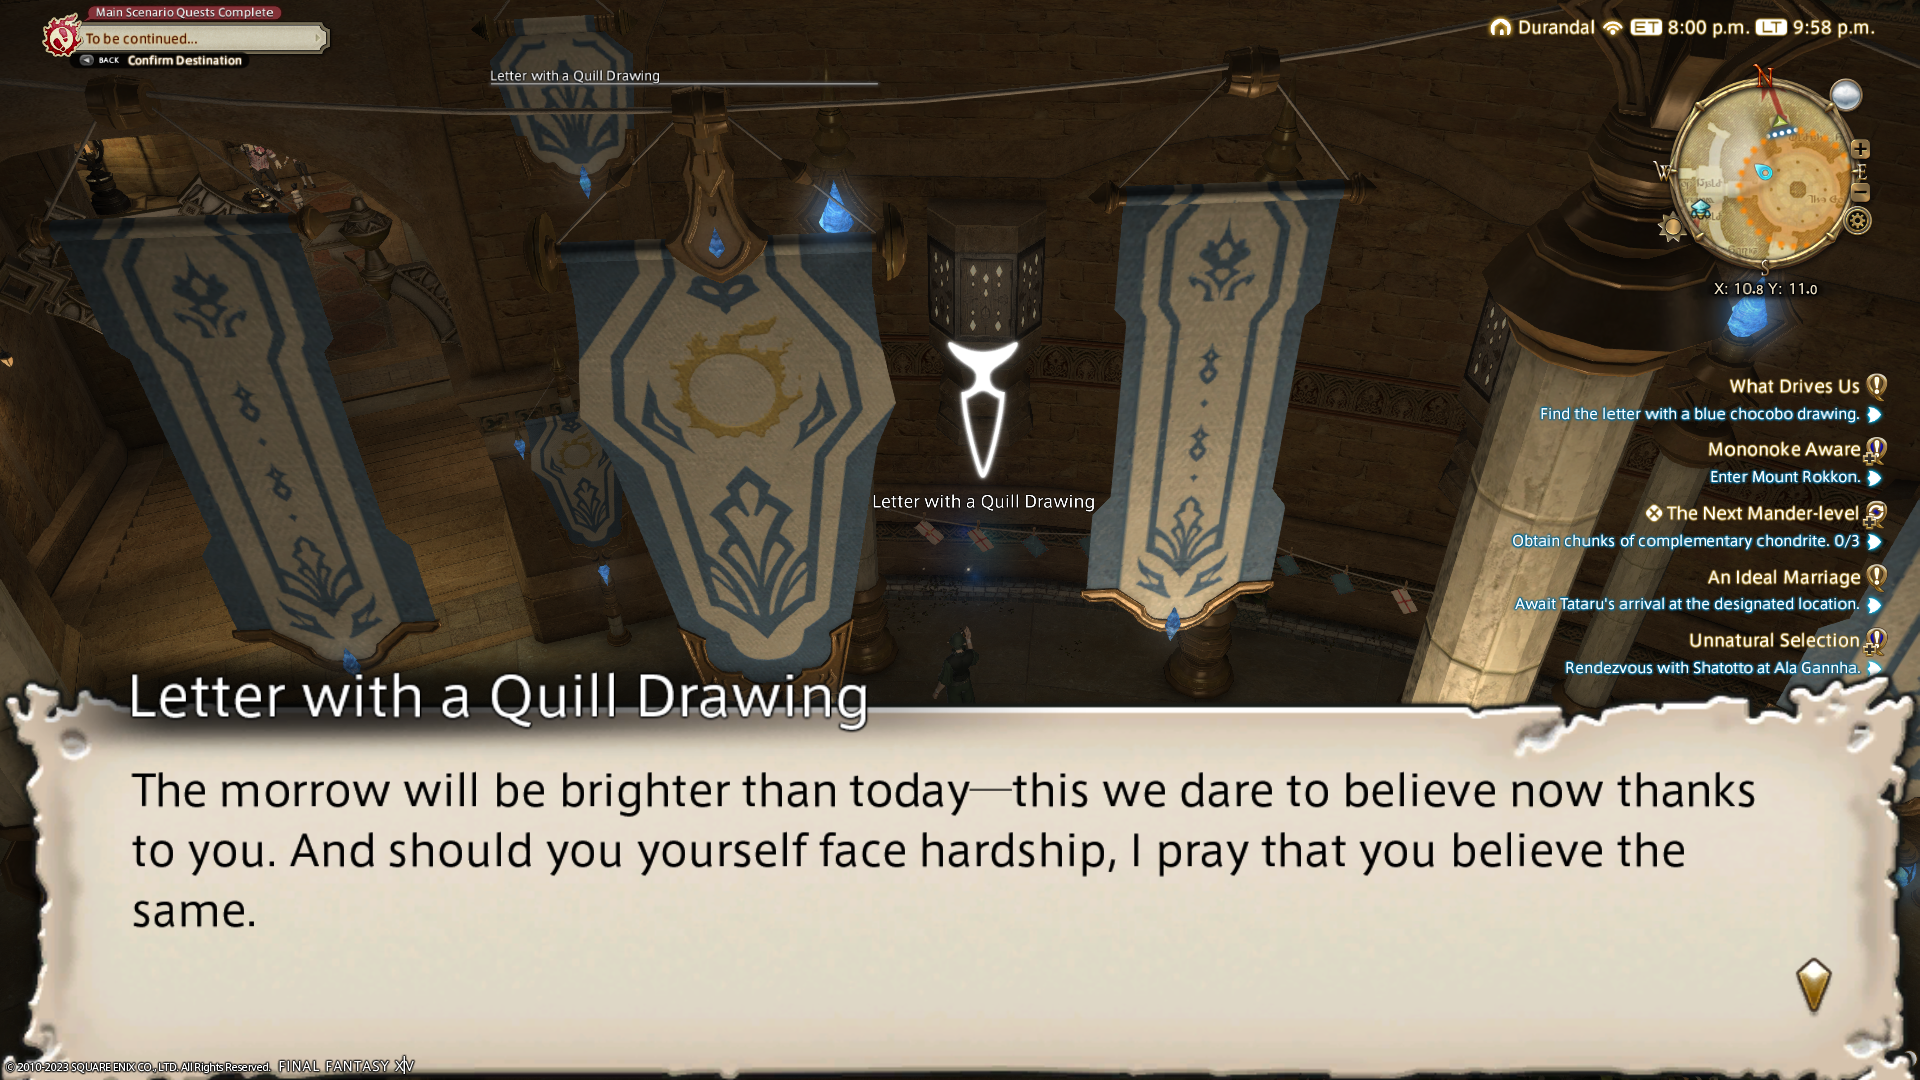 Main Scenario Quests Complete
To be continued...
BACK Confirm Destination
Letter with a Quill Drawing
Durandal ET 8:00 p.m. LT 9:58 p.m.
N
W
E
S
X: 10.8 Y: 11.0
What Drives Us
Find the letter with a blue chocobo drawing.
Mononoke Aware
Enter Mount Rokkon.
The Next Mander-level
Obtain chunks of complementary chondrite. 0/3
An Ideal Marriage
Await Tataru's arrival at the designated location.
Unnatural Selection
Rendezvous with Shatotto at Ala Gannha.
Letter with a Quill Drawing
Letter with a Quill Drawing
The morrow will be brighter than today—this we dare to believe now thanks
to you. And should you yourself face hardship, I pray that you believe the
same.
© 2010-2023 SQUARE ENIX CO., LTD. All Rights Reserved. FINAL FANTASY XIV